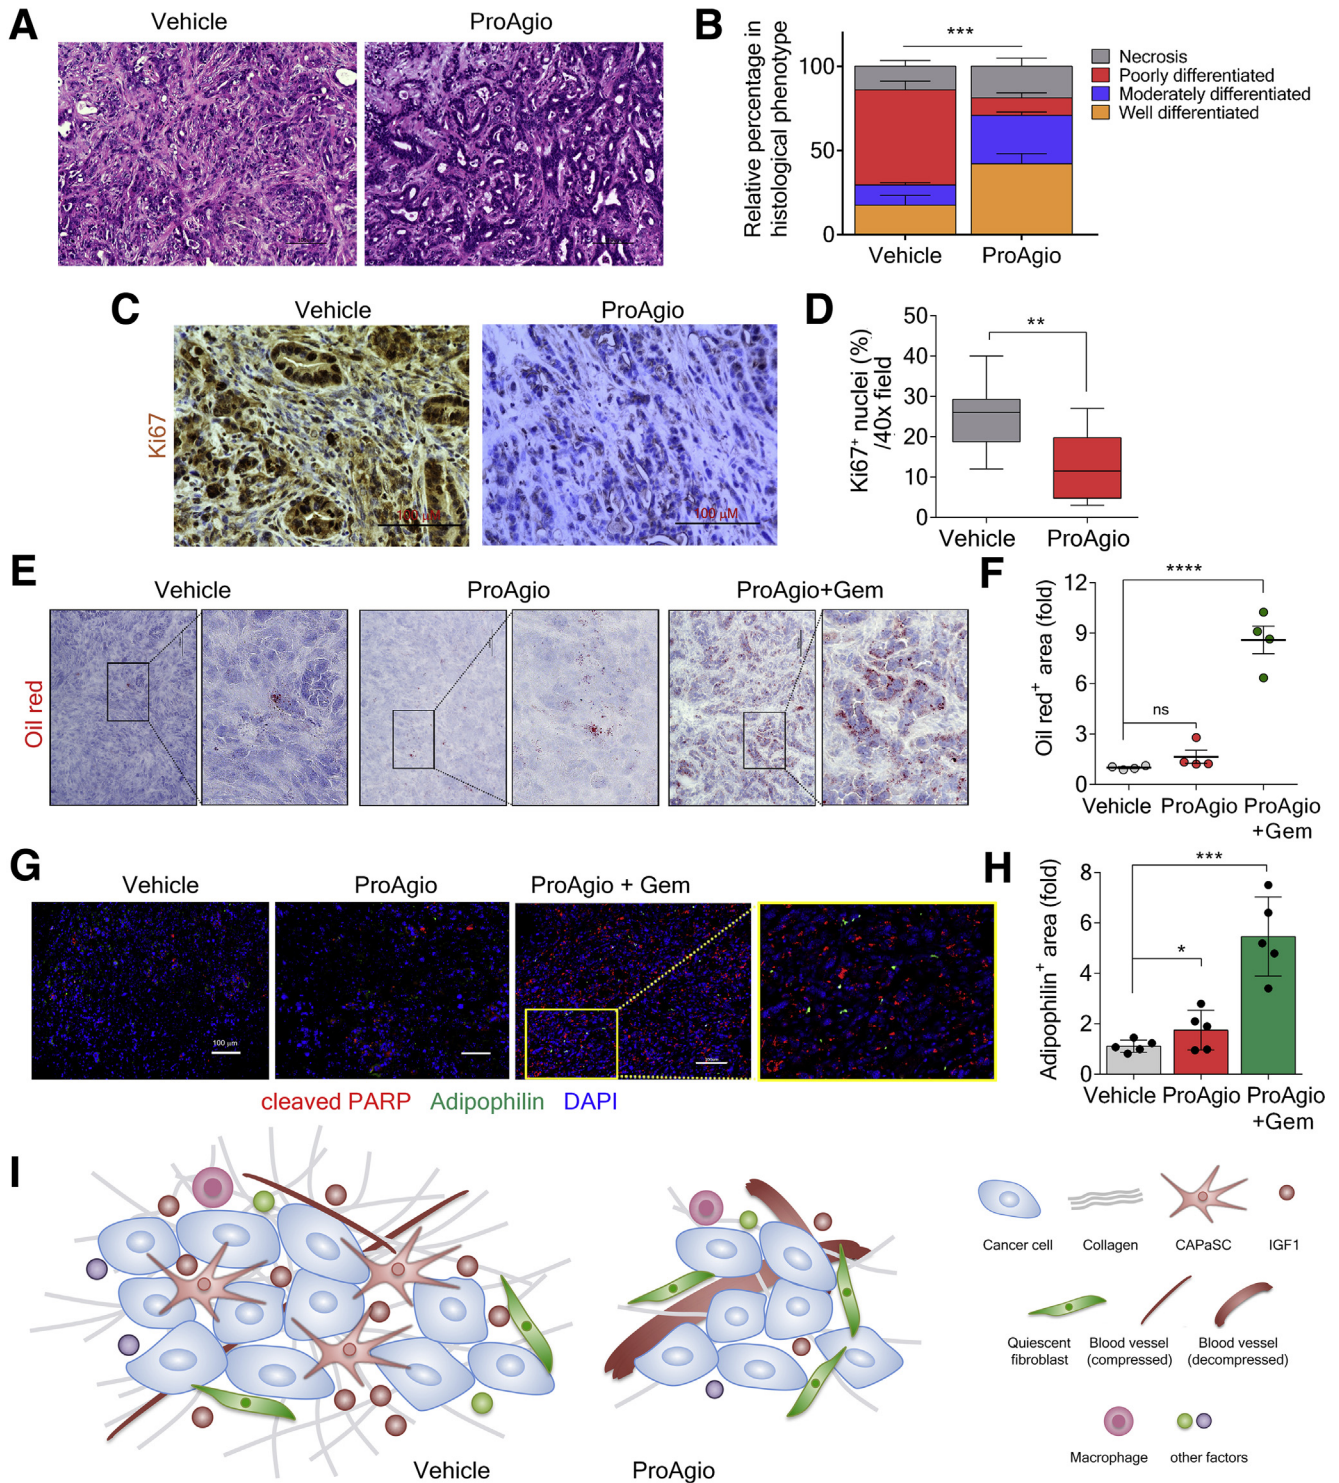 A
Vehicle
ProAgio
B
Relative percentage in
histological phenotype
100
50
0
***
Vehicle
ProAgio
Necrosis
Poorly differentiated
Moderately differentiated
Well differentiated
C
Vehicle
ProAgio
Ki67
100 µM
100 µM
D
Ki67+ nuclei (%)
/40x field
50
40
30
20
10
0
**
Vehicle
ProAgio
E
Vehicle
ProAgio
ProAgio+Gem
Oil red
F
Oil red+ area (fold)
12
9
6
3
0
****
ns
Vehicle
ProAgio
ProAgio
+Gem
G
Vehicle
ProAgio
ProAgio + Gem
100 µm
cleaved PARP
Adipophilin
DAPI
H
Adipophilin+ area (fold)
8
6
4
2
0
***
*
Vehicle
ProAgio
ProAgio
+Gem
I
Vehicle
ProAgio
Cancer cell
Collagen
CAPaSC
IGF1
Quiescent
fibroblast
Blood vessel
(compressed)
Blood vessel
(decompressed)
Macrophage
other factors